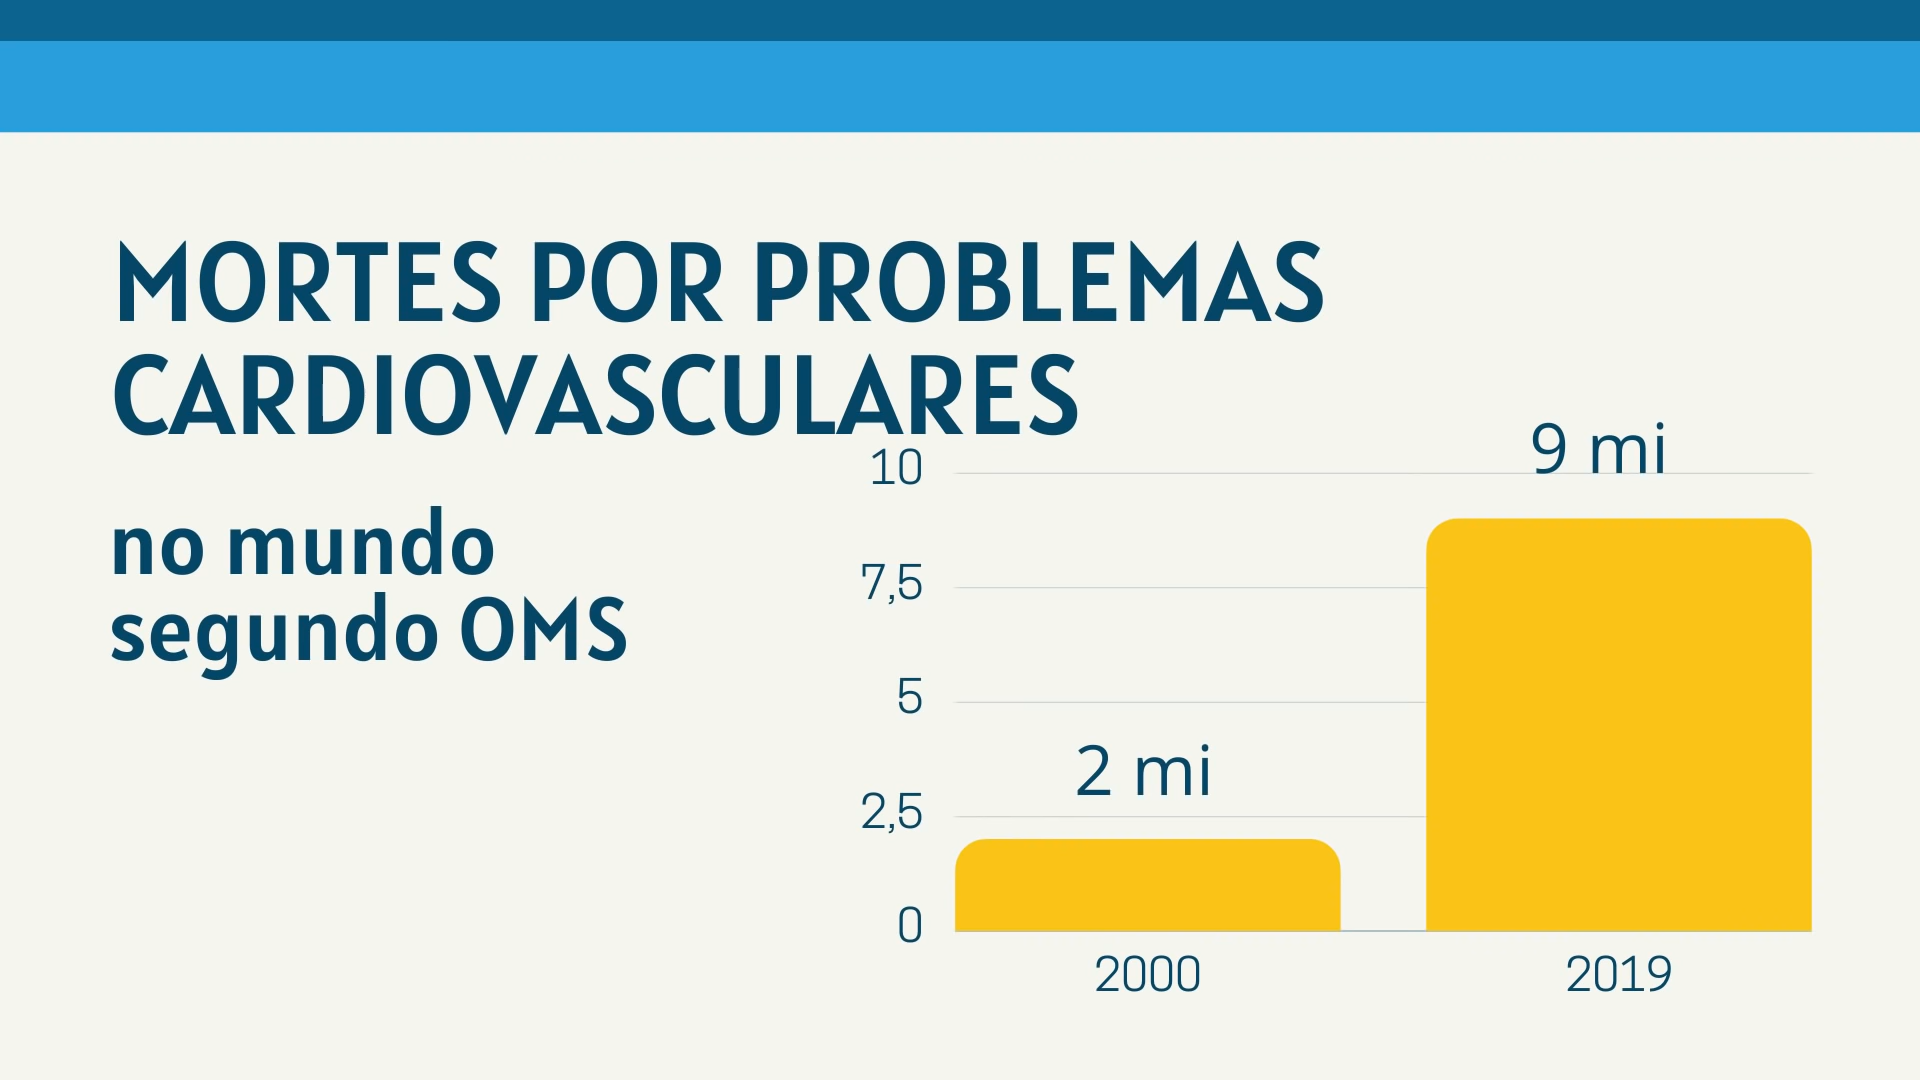 MORTES POR PROBLEMAS
CARDIOVASCULARES
no mundo
segundo OMS
10
7,5
5
2,5
0
2 mi
9 mi
2000
2019